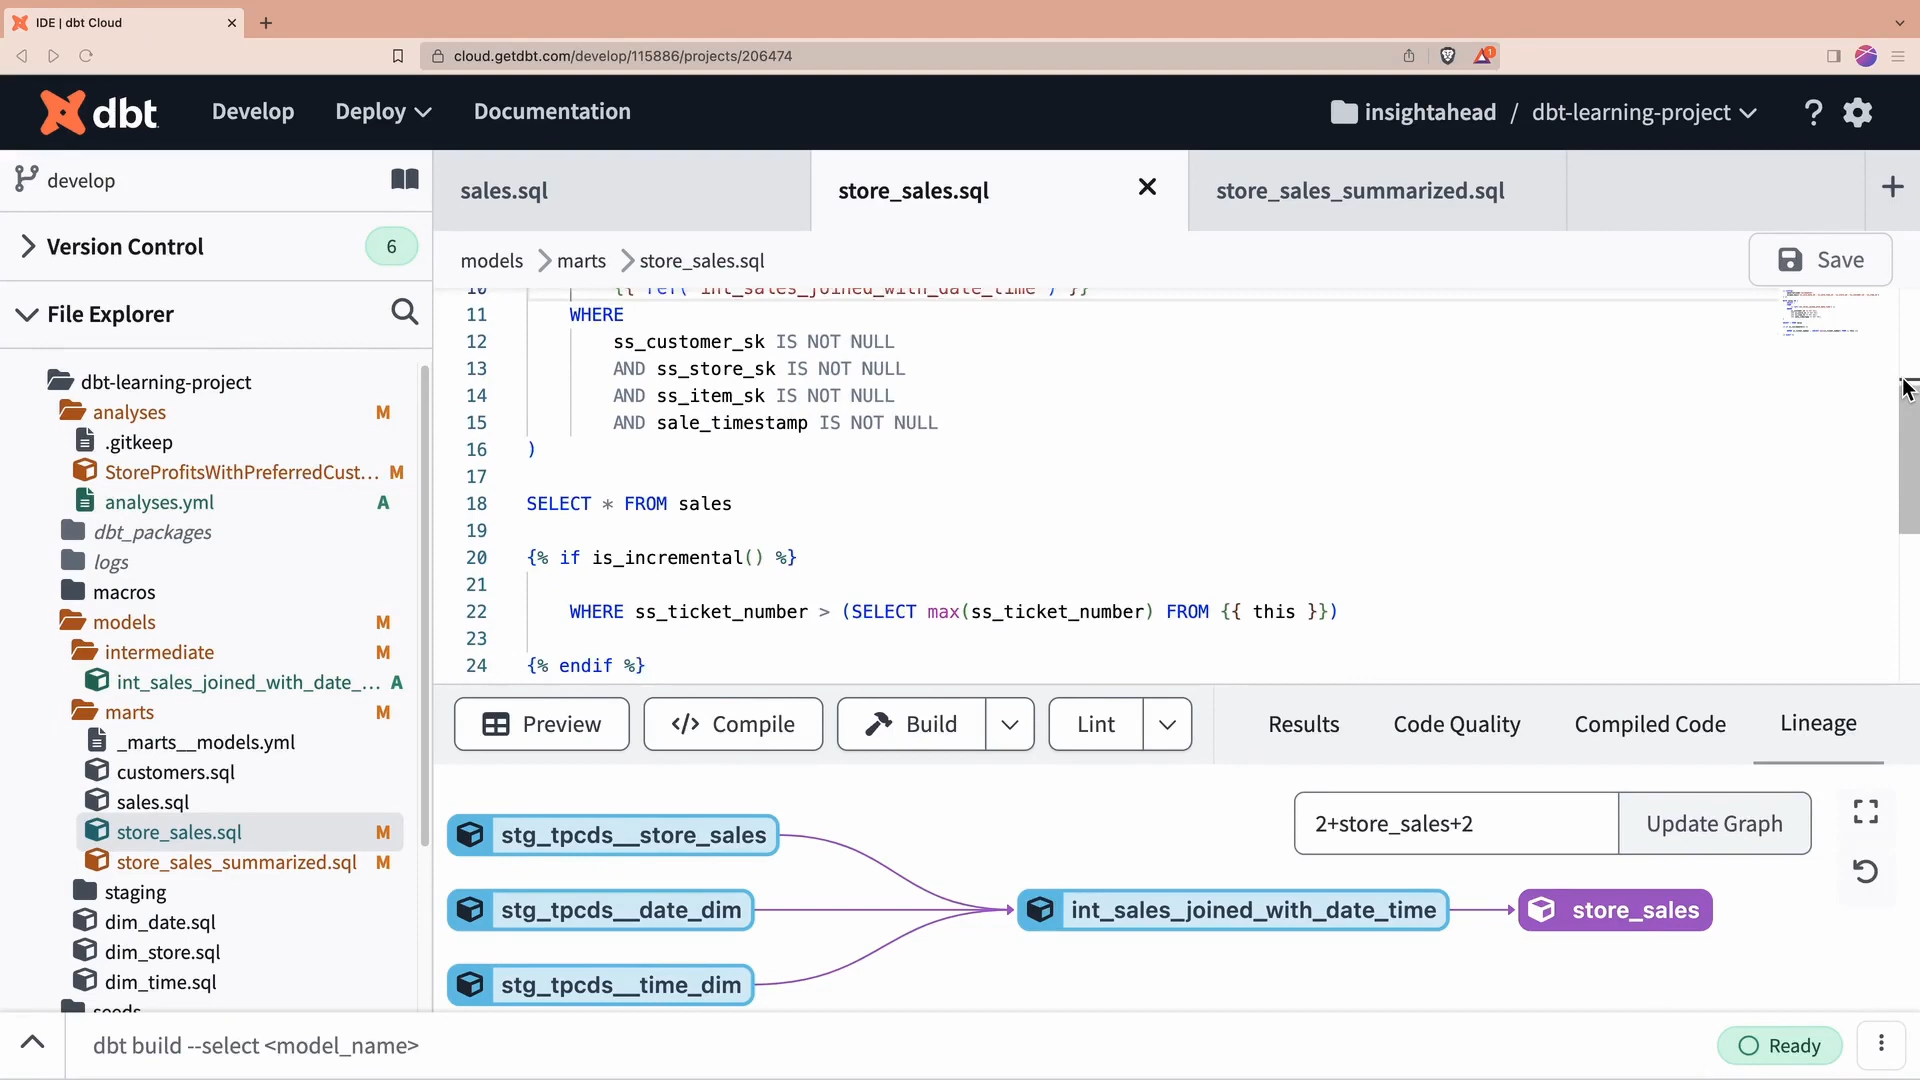 IDE | dbt Cloud
cloud.getdbt.com/develop/115886/projects/206474
1
dbt
Develop
Deploy
Documentation
insightahead / dbt-learning-project
develop
Version Control
6
File Explorer
dbt-learning-project
analyses M
.gitkeep
StoreProfitsWithPreferredCust... M
analyses.yml A
dbt_packages
logs
macros
models M
intermediate M
int_sales_joined_with_date_... A
marts M
_marts__models.yml
customers.sql
sales.sql
store_sales.sql M
store_sales_summarized.sql M
staging
dim_date.sql
dim_store.sql
dim_time.sql
seeds
sales.sql
store_sales.sql
store_sales_summarized.sql
models > marts > store_sales.sql
Save
10 {{ ref('int_sales_joined_with_date_time') }}
11 WHERE
12 ss_customer_sk IS NOT NULL
13 AND ss_store_sk IS NOT NULL
14 AND ss_item_sk IS NOT NULL
15 AND sale_timestamp IS NOT NULL
16 )
17
18 SELECT * FROM sales
19
20 {% if is_incremental() %}
21
22 WHERE ss_ticket_number > (SELECT max(ss_ticket_number) FROM {{ this }})
23
24 {% endif %}
Preview
</> Compile
Build
Lint
Results
Code Quality
Compiled Code
Lineage
2+store_sales+2
Update Graph
stg_tpcds__store_sales
stg_tpcds__date_dim
stg_tpcds__time_dim
int_sales_joined_with_date_time
store_sales
dbt build --select <model_name>
Ready